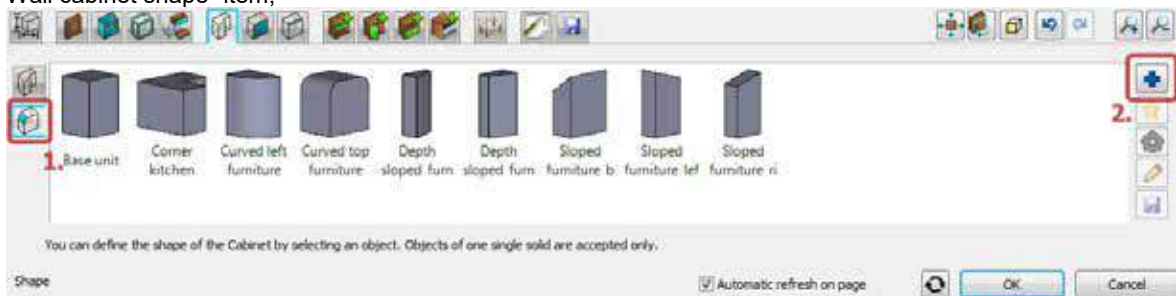 Wall cabinet shape" item,
1.
2.
Base unit
Corner kitchen
Curved left furniture
Curved top furniture
Depth sloped furn
Depth sloped furn
Sloped furniture b
Sloped furniture lef
Sloped furniture ri
You can define the shape of the Cabinet by selecting an object. Objects of one single solid are accepted only.
Shape
Automatic refresh on page
OK
Cancel